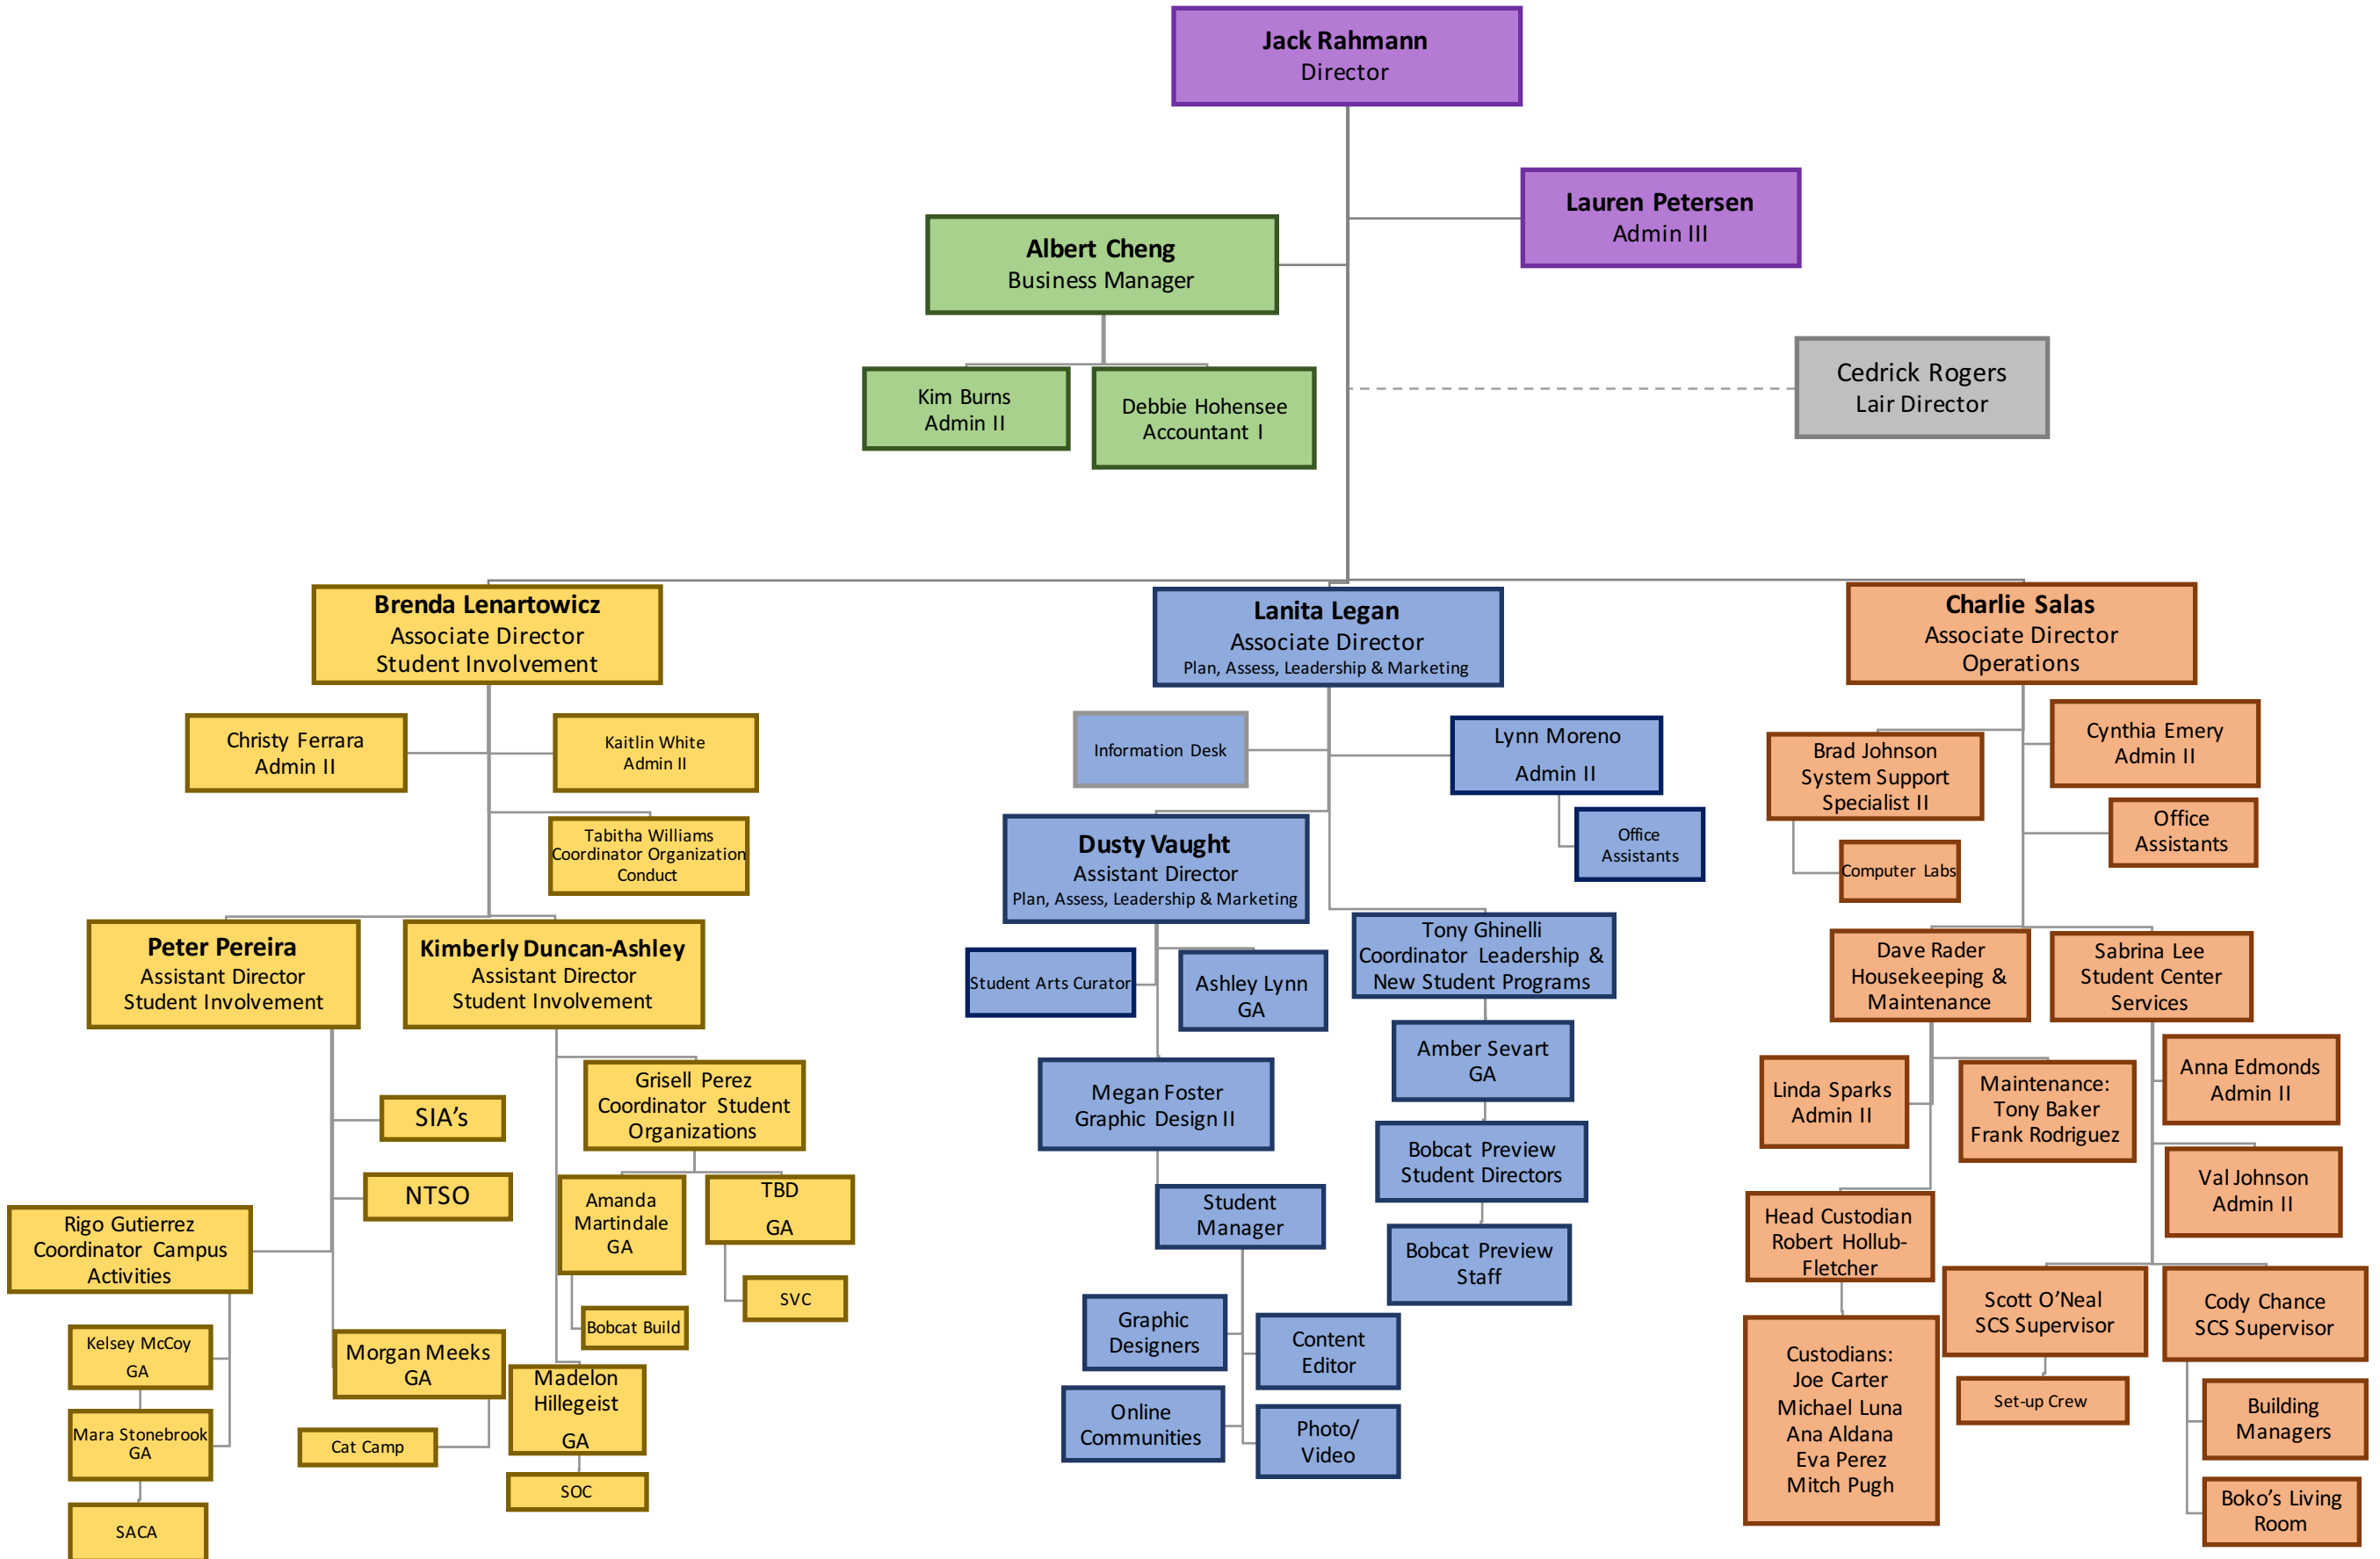 Jack Rahmann
Director
Lauren Petersen
Admin III
Albert Cheng
Business Manager
Kim Burns
Admin II
Debbie Hohensee
Accountant I
Cedrick Rogers
Lair Director
Brenda Lenartowicz
Associate Director
Student Involvement
Christy Ferrara
Admin II
Kaitlin White
Admin II
Tabitha Williams
Coordinator Organization
Conduct
Peter Pereira
Assistant Director
Student Involvement
Kimberly Duncan-Ashley
Assistant Director
Student Involvement
SIA's
NTSO
Rigo Gutierrez
Coordinator Campus
Activities
Kelsey McCoy
GA
Mara Stonebrook
GA
SACA
Morgan Meeks
GA
Cat Camp
Grisell Perez
Coordinator Student
Organizations
Amanda
Martindale
GA
TBD
GA
Bobcat Build
SVC
Madelon
Hillegeist
GA
SOC
Lanita Legan
Associate Director
Plan, Assess, Leadership & Marketing
Information Desk
Lynn Moreno
Admin II
Office
Assistants
Dusty Vaught
Assistant Director
Plan, Assess, Leadership & Marketing
Student Arts Curator
Ashley Lynn
GA
Megan Foster
Graphic Design II
Student
Manager
Graphic
Designers
Content
Editor
Online
Communities
Photo/
Video
Tony Ghinelli
Coordinator Leadership &
New Student Programs
Amber Sevart
GA
Bobcat Preview
Student Directors
Bobcat Preview
Staff
Charlie Salas
Associate Director
Operations
Brad Johnson
System Support
Specialist II
Computer Labs
Cynthia Emery
Admin II
Office
Assistants
Dave Rader
Housekeeping &
Maintenance
Linda Sparks
Admin II
Maintenance:
Tony Baker
Frank Rodriguez
Head Custodian
Robert Hollub-
Fletcher
Custodians:
Joe Carter
Michael Luna
Ana Aldana
Eva Perez
Mitch Pugh
Sabrina Lee
Student Center
Services
Anna Edmonds
Admin II
Val Johnson
Admin II
Scott O'Neal
SCS Supervisor
Set-up Crew
Cody Chance
SCS Supervisor
Building
Managers
Boko's Living
Room